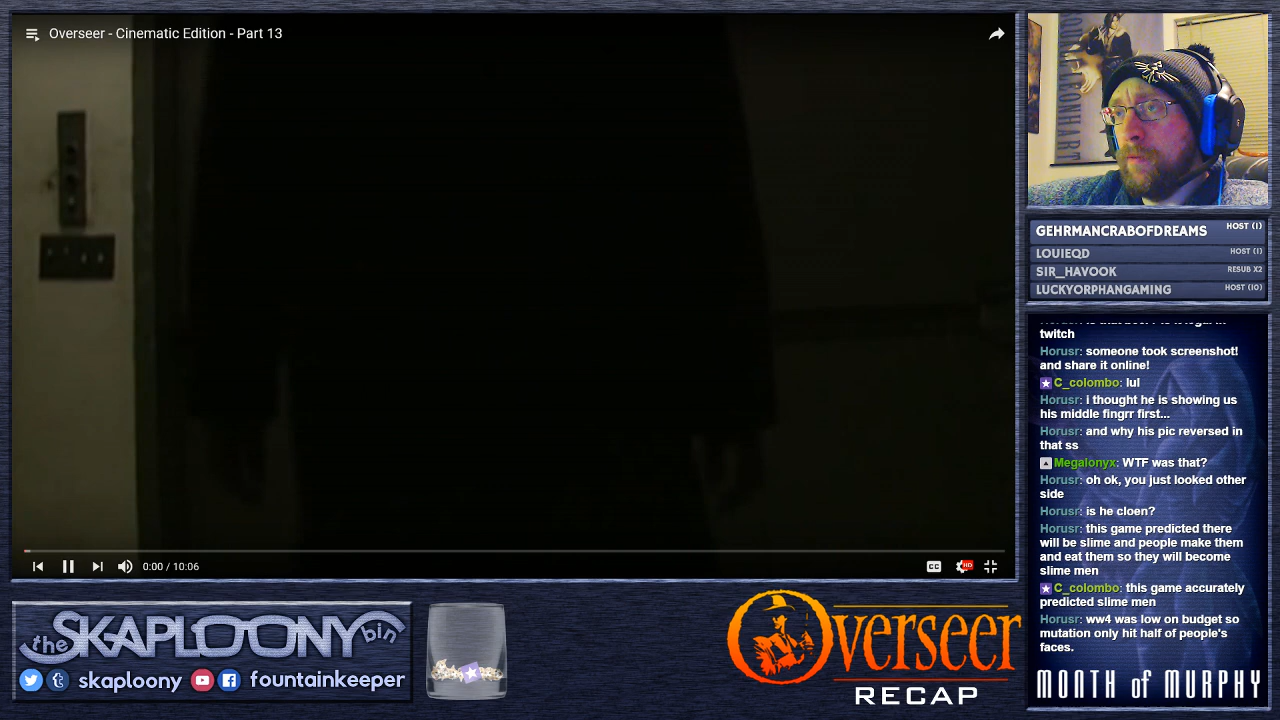 Overseer - Cinematic Edition - Part 13
GEHRMANCRABOFDREAMS HOST (1)
LOUIEQD HOST (1)
SIR_HAVOOK RESUB X2
LUCKYORPHANGAMING HOST (10)
twitch
Horusr: someone took screenshot!
and share it online!
C_colombo: lul
Horusr: i thought he is showing us
his middle fingrr first...
Horusr: and why his pic reversed in
that ss
Megalonyx: WTF was that?
Horusr: oh ok, you just looked other
side
Horusr: is he cloen?
Horusr: this game predicted there
will be slime and people make them
and eat them so they will become
slime men
C_colombo: this game accurately
predicted slime men
Horusr: ww4 was low on budget so
mutation only hit some people's
faces.
0:00 / 10:06
CC
HD
the SKAPLOONY bin
skaploony fountainkeeper
Overseer
RECAP
MONTH of MURPHY